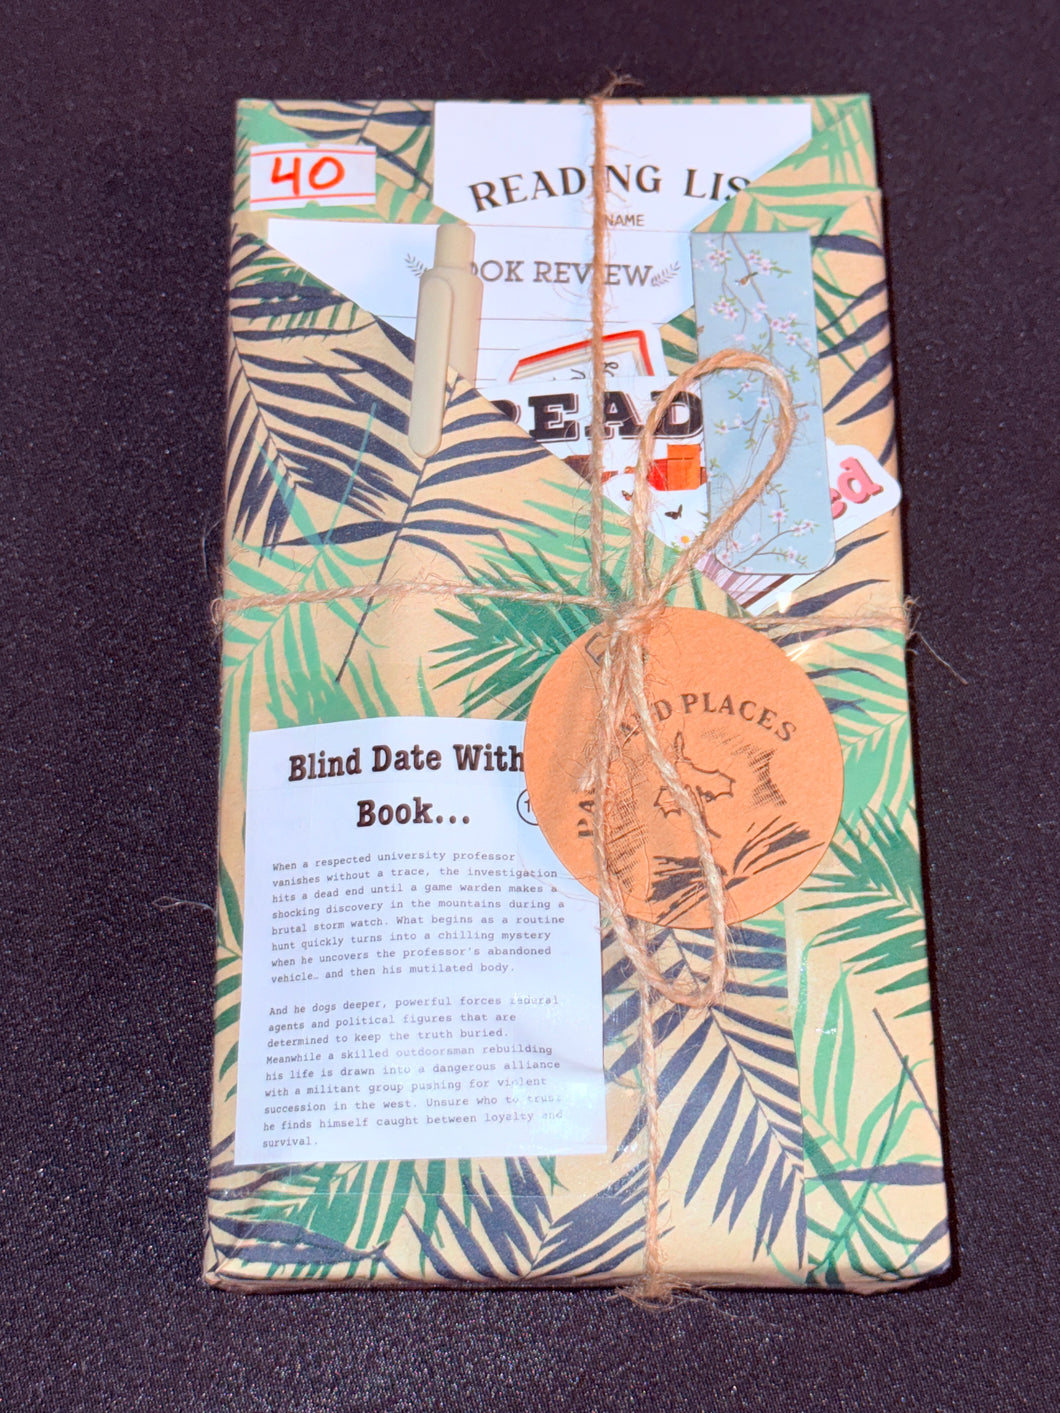 40
READING LIS
NAME
OOK REVIEW
READ
ed
PA AND PLACES
Blind Date With
Book...
When a respected university professor
vanishes without a trace, the investigation
hits a dead end until a game warden makes a
shocking discovery in the mountains during a
brutal storm watch. What begins as a routine
hunt quickly turns into a chilling mystery
when he uncovers the professor's abandoned
vehicle… and then his mutilated body.
And he dogs deeper, powerful forces federal
agents and political figures that are
determined to keep the truth buried.
Meanwhile a skilled outdoorsman rebuilding
his life is drawn into a dangerous alliance
with a militant group pushing for violent
succession in the west. Unsure who to trust
he finds himself caught between loyalty and
survival.